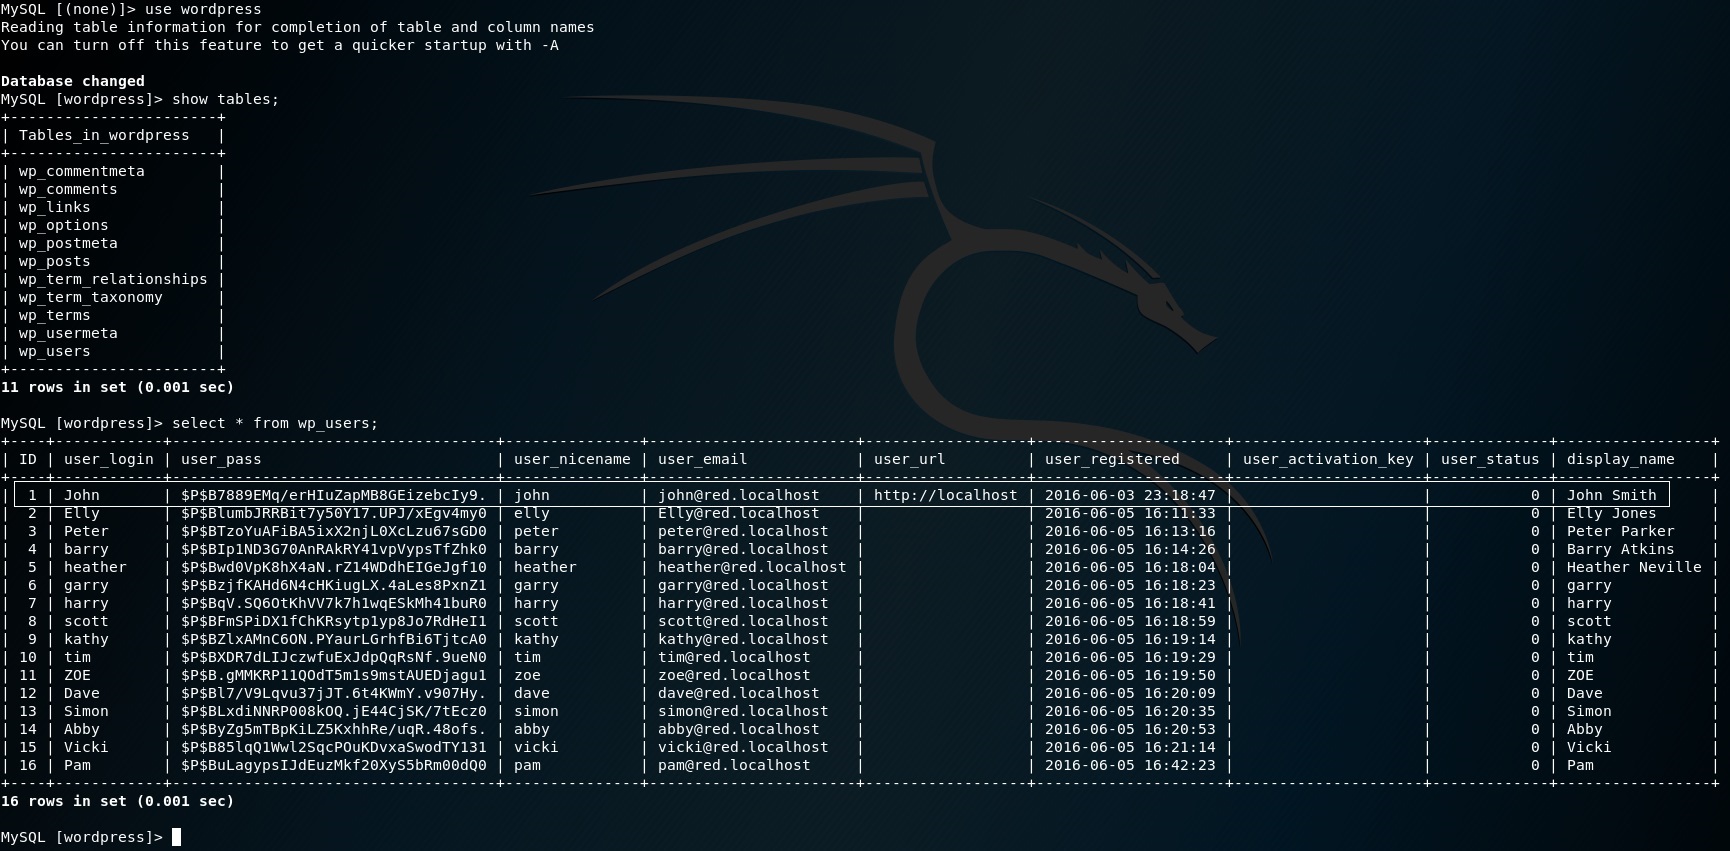 MySQL [(none)]> use wordpress
Reading table information for completion of table and column names
You can turn off this feature to get a quicker startup with -A
Database changed
MySQL [wordpress]> show tables;
+-----------------------+
| Tables_in_wordpress   |
+-----------------------+
| wp_commentmeta        |
| wp_comments           |
| wp_links              |
| wp_options            |
| wp_postmeta           |
| wp_posts              |
| wp_term_relationships |
| wp_term_taxonomy      |
| wp_terms              |
| wp_usermeta           |
| wp_users              |
+-----------------------+
11 rows in set (0.001 sec)
MySQL [wordpress]> select * from wp_users;
+----+------------+------------------------------------+---------------+-----------------------+------------------+---------------------+---------------------+-------------+-----------------+
| ID | user_login | user_pass                          | user_nicename | user_email            | user_url         | user_registered     | user_activation_key | user_status | display_name    |
+----+------------+------------------------------------+---------------+-----------------------+------------------+---------------------+---------------------+-------------+-----------------+
|  1 | John       | $P$B7889EMq/erHIuZapMB8GEizebcIy9. | john          | john@red.localhost    | http://localhost | 2016-06-03 23:18:47 |                     |           0 | John Smith      |
|  2 | Elly       | $P$BlumbJRRBit7y50Y17.UPJ/xEgv4my0 | elly          | Elly@red.localhost    |                  | 2016-06-05 16:11:33 |                     |           0 | Elly Jones      |
|  3 | Peter      | $P$BTzoYuAFiBA5ixX2njL0XcLzu67sGD0 | peter         | peter@red.localhost   |                  | 2016-06-05 16:13:16 |                     |           0 | Peter Parker    |
|  4 | barry      | $P$BIp1ND3G70AnRAkRY41vpVypsTfZhk0 | barry         | barry@red.localhost   |                  | 2016-06-05 16:14:26 |                     |           0 | Barry Atkins    |
|  5 | heather    | $P$Bwd0VpK8hX4aN.rZ14WDdhEIGeJgf10 | heather       | heather@red.localhost |                  | 2016-06-05 16:18:04 |                     |           0 | Heather Neville |
|  6 | garry      | $P$BzjfKAHd6N4cHKiugLX.4aLes8PxnZ1 | garry         | garry@red.localhost   |                  | 2016-06-05 16:18:23 |                     |           0 | garry           |
|  7 | harry      | $P$BqV.SQ6OtKhVV7k7h1wqESkMh41buR0 | harry         | harry@red.localhost   |                  | 2016-06-05 16:18:41 |                     |           0 | harry           |
|  8 | scott      | $P$BFmSPiDX1fChKRsytp1yp8Jo7RdHeI1 | scott         | scott@red.localhost   |                  | 2016-06-05 16:18:59 |                     |           0 | scott           |
|  9 | kathy      | $P$BZlxAMnC6ON.PYaurLGrhfBi6TjtcA0 | kathy         | kathy@red.localhost   |                  | 2016-06-05 16:19:14 |                     |           0 | kathy           |
| 10 | tim        | $P$BXDR7dLIJczwfuExJdpQqRsNf.9ueN0 | tim           | tim@red.localhost     |                  | 2016-06-05 16:19:29 |                     |           0 | tim             |
| 11 | ZOE        | $P$B.gMMKRP11QOdT5m1s9mstAUEDjagu1 | zoe           | zoe@red.localhost     |                  | 2016-06-05 16:19:50 |                     |           0 | ZOE             |
| 12 | Dave       | $P$Bl7/V9Lqvu37jJT.6t4KWmY.v907Hy. | dave          | dave@red.localhost    |                  | 2016-06-05 16:20:09 |                     |           0 | Dave            |
| 13 | Simon      | $P$BLxdiNNRP008kOQ.jE44CjSK/7tEcz0 | simon         | simon@red.localhost   |                  | 2016-06-05 16:20:35 |                     |           0 | Simon           |
| 14 | Abby       | $P$ByZg5mTBpKiLZ5KxhhRe/uqR.48ofs. | abby          | abby@red.localhost    |                  | 2016-06-05 16:20:53 |                     |           0 | Abby            |
| 15 | Vicki      | $P$B85lqQ1Wwl2SqcPOuKDvxaSwodTY131 | vicki         | vicki@red.localhost   |                  | 2016-06-05 16:21:14 |                     |           0 | Vicki           |
| 16 | Pam        | $P$BuLagypsIJdEuzMkf20XyS5bRm00dQ0 | pam           | pam@red.localhost     |                  | 2016-06-05 16:42:23 |                     |           0 | Pam             |
+----+------------+------------------------------------+---------------+-----------------------+------------------+---------------------+---------------------+-------------+-----------------+
16 rows in set (0.001 sec)
MySQL [wordpress]>